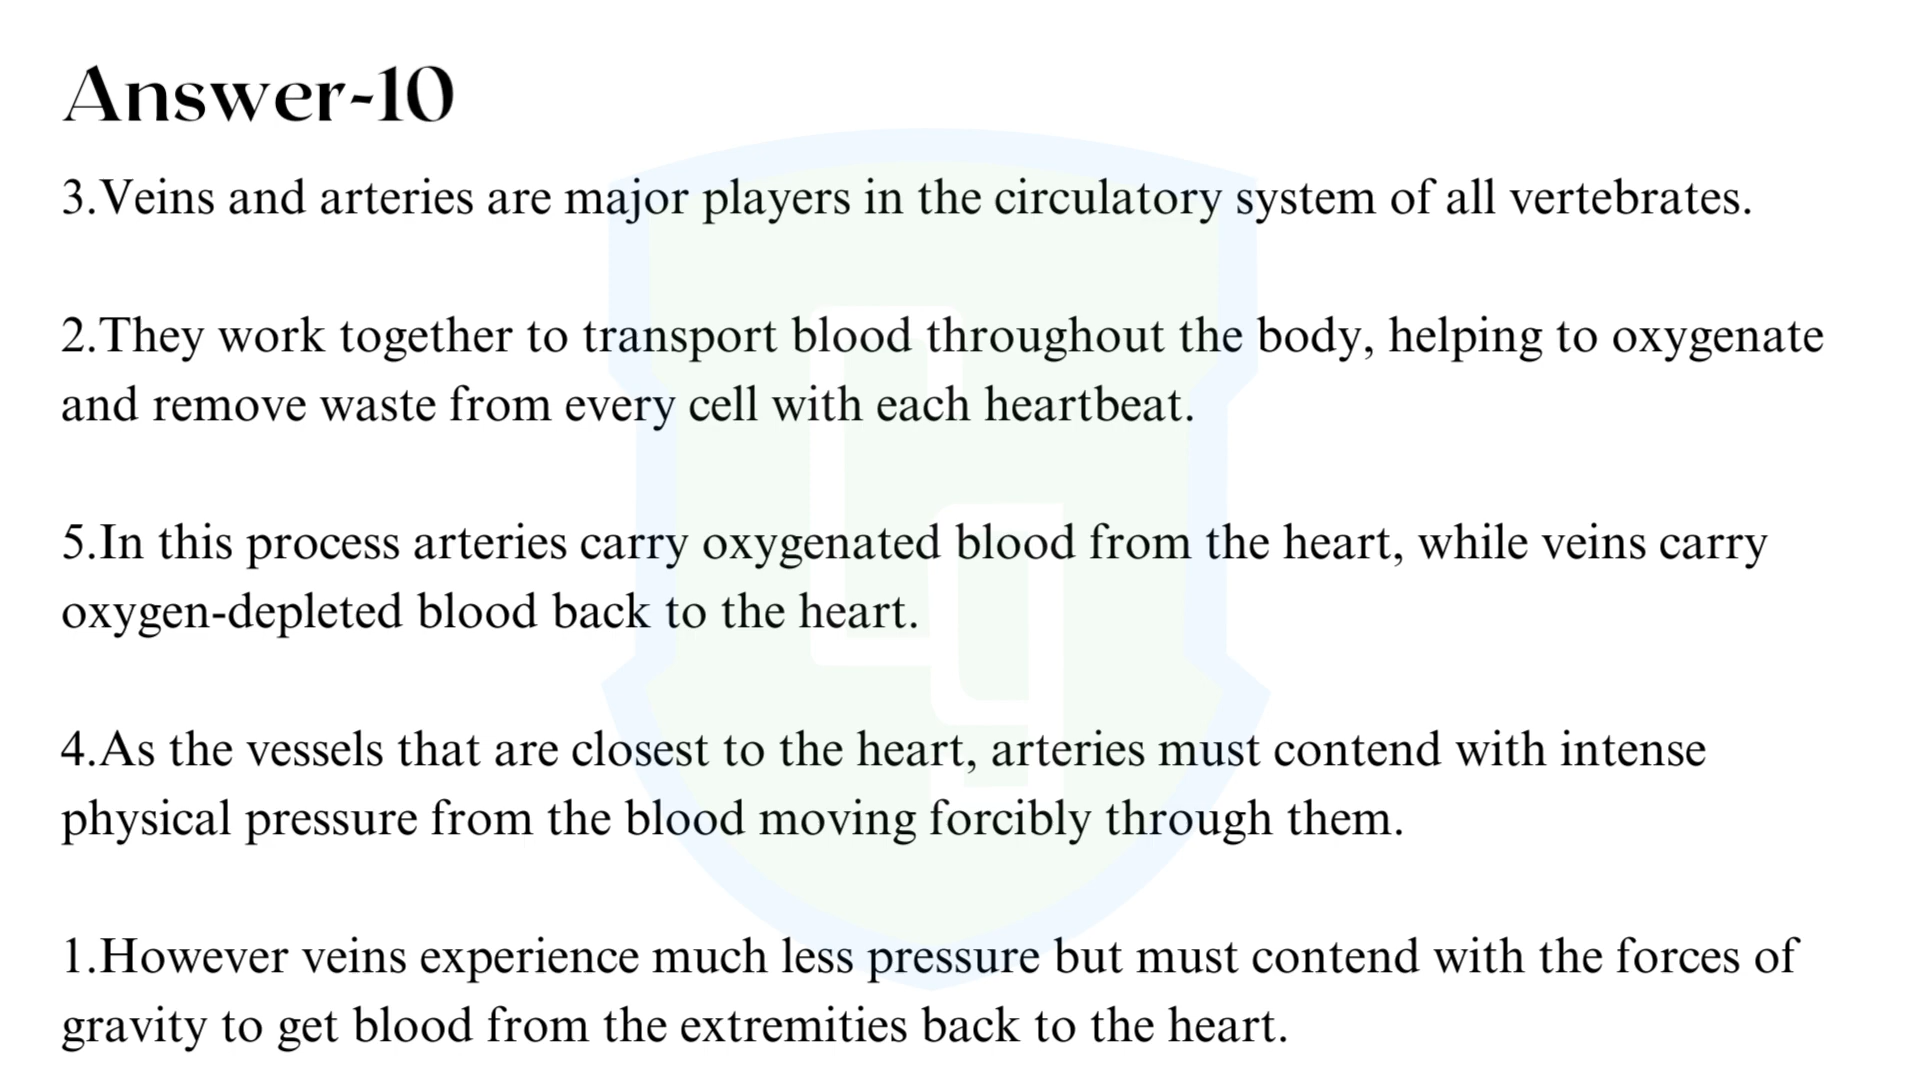 Answer-10
3.Veins and arteries are major players in the circulatory system of all vertebrates.
2.They work together to transport blood throughout the body, helping to oxygenate
and remove waste from every cell with each heartbeat.
5.In this process arteries carry oxygenated blood from the heart, while veins carry
oxygen-depleted blood back to the heart.
4.As the vessels that are closest to the heart, arteries must contend with intense
physical pressure from the blood moving forcibly through them.
1.However veins experience much less pressure but must contend with the forces of
gravity to get blood from the extremities back to the heart.